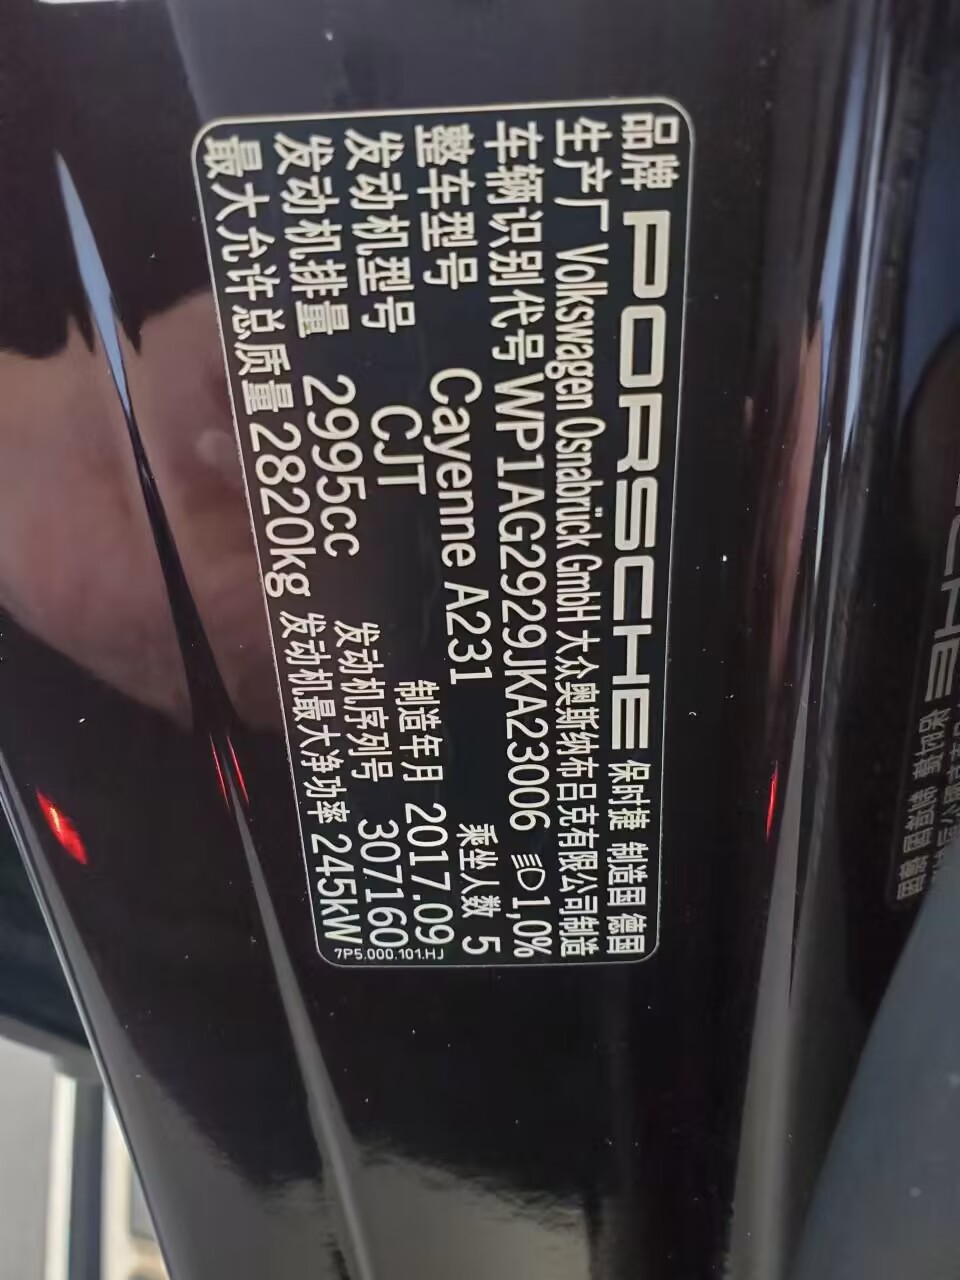 品牌 PORSCHE 保时捷 制造国 德国
生产厂 Volkswagen Osnabrück GmbH 大众奥斯纳布吕克有限公司制造
车辆识别代号 WP1AG2929JKA23006 1,0%
整车型号 Cayenne A231 乘坐人数 5
发动机型号 CJT 制造年月 2017.09
发动机排量 2995cc 发动机序列号 307160
最大允许总质量 2820kg 发动机最大净功率 245kW
7P5.000.101.HJ